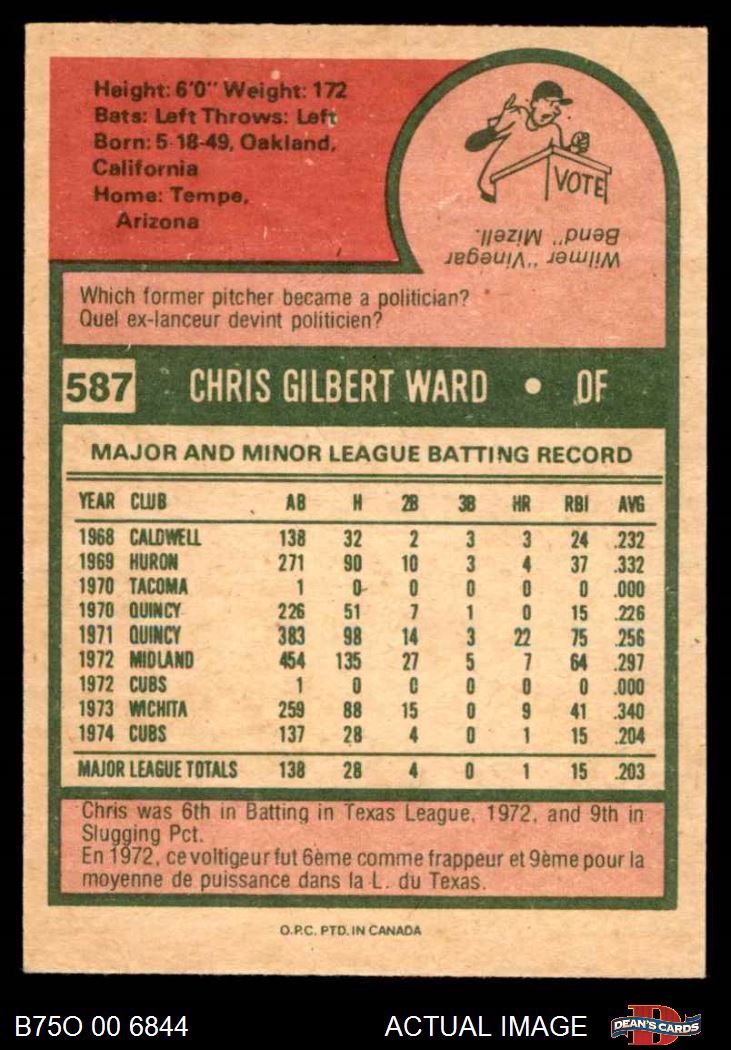 Height: 6'0" Weight: 172
Bats: Left Throws: Left
Born: 5-18-49, Oakland,
California
Home: Tempe,
Arizona
VOTE
Wilmer "Vinegar
Bend" Mizell.
Which former pitcher became a politician?
Quel ex-lanceur devint politicien?
587 CHRIS GILBERT WARD • OF
MAJOR AND MINOR LEAGUE BATTING RECORD
YEAR CLUB AB H 2B 3B HR RBI AVG
1968 CALDWELL 138 32 2 3 3 24 .232
1969 HURON 271 90 10 3 4 37 .332
1970 TACOMA 1 0 0 0 0 0 .000
1970 QUINCY 226 51 7 1 0 15 .226
1971 QUINCY 383 98 14 3 22 75 .256
1972 MIDLAND 454 135 27 5 7 64 .297
1972 CUBS 1 0 0 0 0 0 .000
1973 WICHITA 259 88 15 0 9 41 .340
1974 CUBS 137 28 4 0 1 15 .204
MAJOR LEAGUE TOTALS 138 28 4 0 1 15 .203
Chris was 6th in Batting in Texas League, 1972, and 9th in
Slugging Pct.
En 1972, ce voltigeur fut 6ème comme frappeur et 9ème pour la
moyenne de puissance dans la L. du Texas.
O.P.C. PTD. IN CANADA
B75O 00 6844 ACTUAL IMAGE DEAN'S CARDS